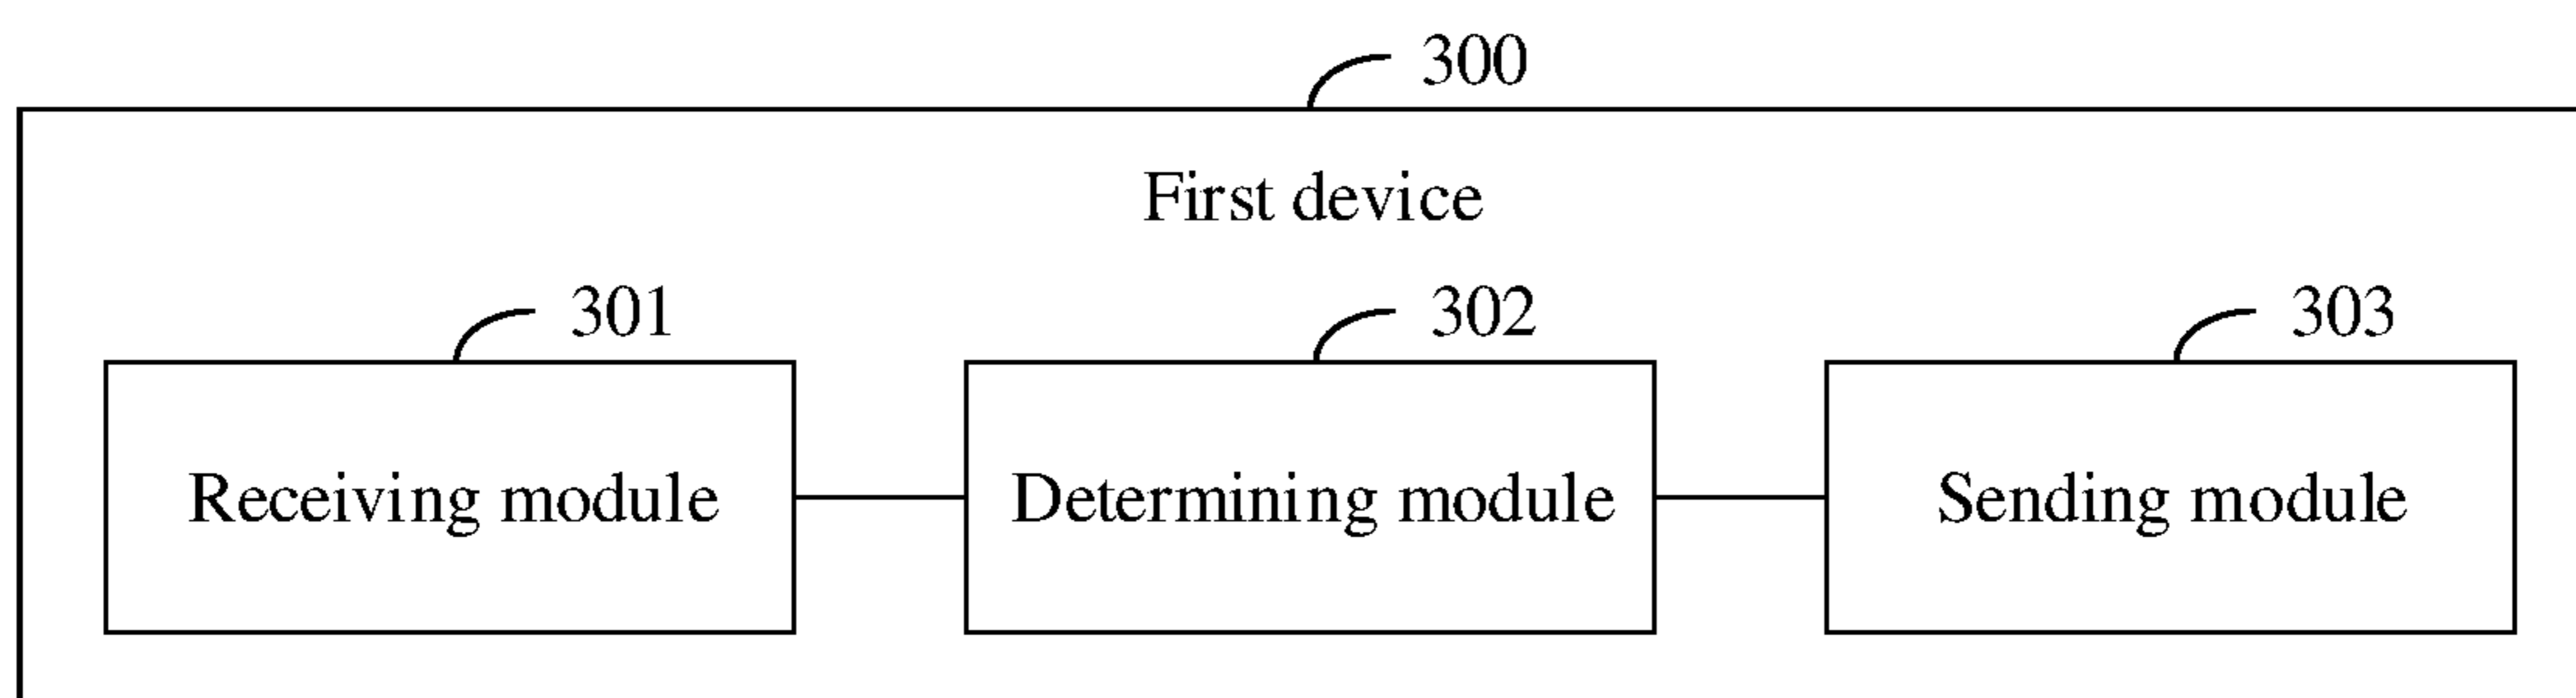 300
First device
301
302
303
Receiving module
Determining module
Sending module